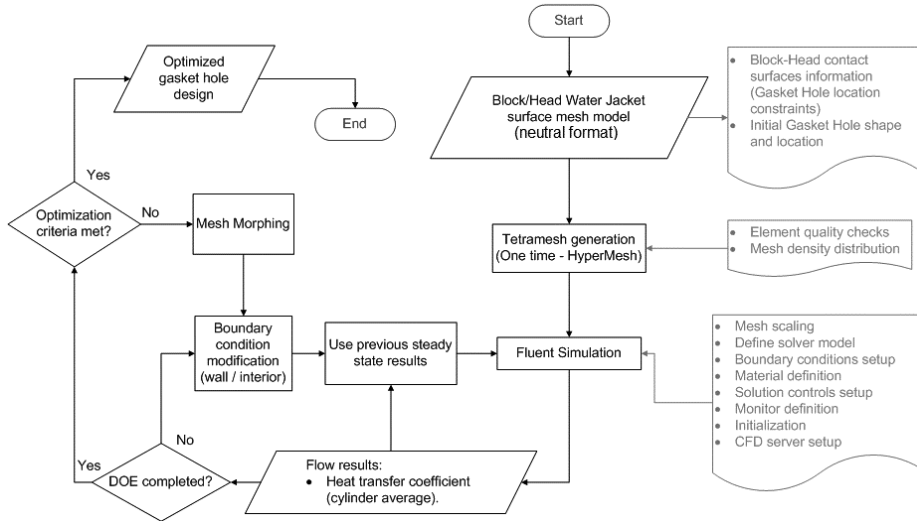 Start
Optimized
gasket hole
design
End
Block/Head Water Jacket
surface mesh model
(neutral format)
• Block-Head contact
surfaces information
(Gasket Hole location
constraints)
• Initial Gasket Hole shape
and location
Yes
Optimization
criteria met?
No
Mesh Morphing
Tetramesh generation
(One time - HyperMesh)
• Element quality checks
• Mesh density distribution
Boundary
condition
modification
(wall / interior)
Use previous steady
state results
Fluent Simulation
• Mesh scaling
• Define solver model
• Boundary conditions setup
• Material definition
• Solution controls setup
• Monitor definition
• Initialization
• CFD server setup
No
Yes
DOE completed?
Flow results:
• Heat transfer coefficient
(cylinder average).